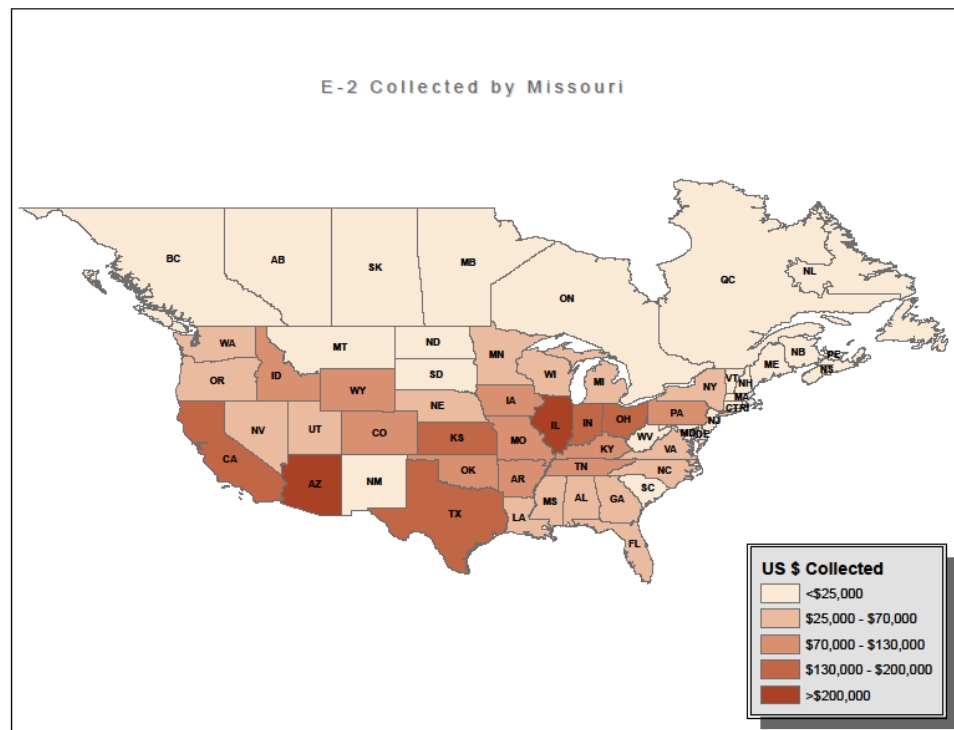 E-2 Collected by Missouri
BC
AB
SK
MB
ON
QC
NL
WA
MT
ND
MN
VT
NH
ME
NB
PE
NS
OR
ID
SD
WI
MI
NY
MA
CT RI
WY
NE
IA
PA
NJ
NV
UT
CO
KS
MO
IL
IN
OH
WV
MD DE
CA
KY
VA
AZ
NM
OK
AR
TN
NC
SC
TX
LA
MS
AL
GA
FL
US $ Collected
<$25,000
$25,000 - $70,000
$70,000 - $130,000
$130,000 - $200,000
>$200,000